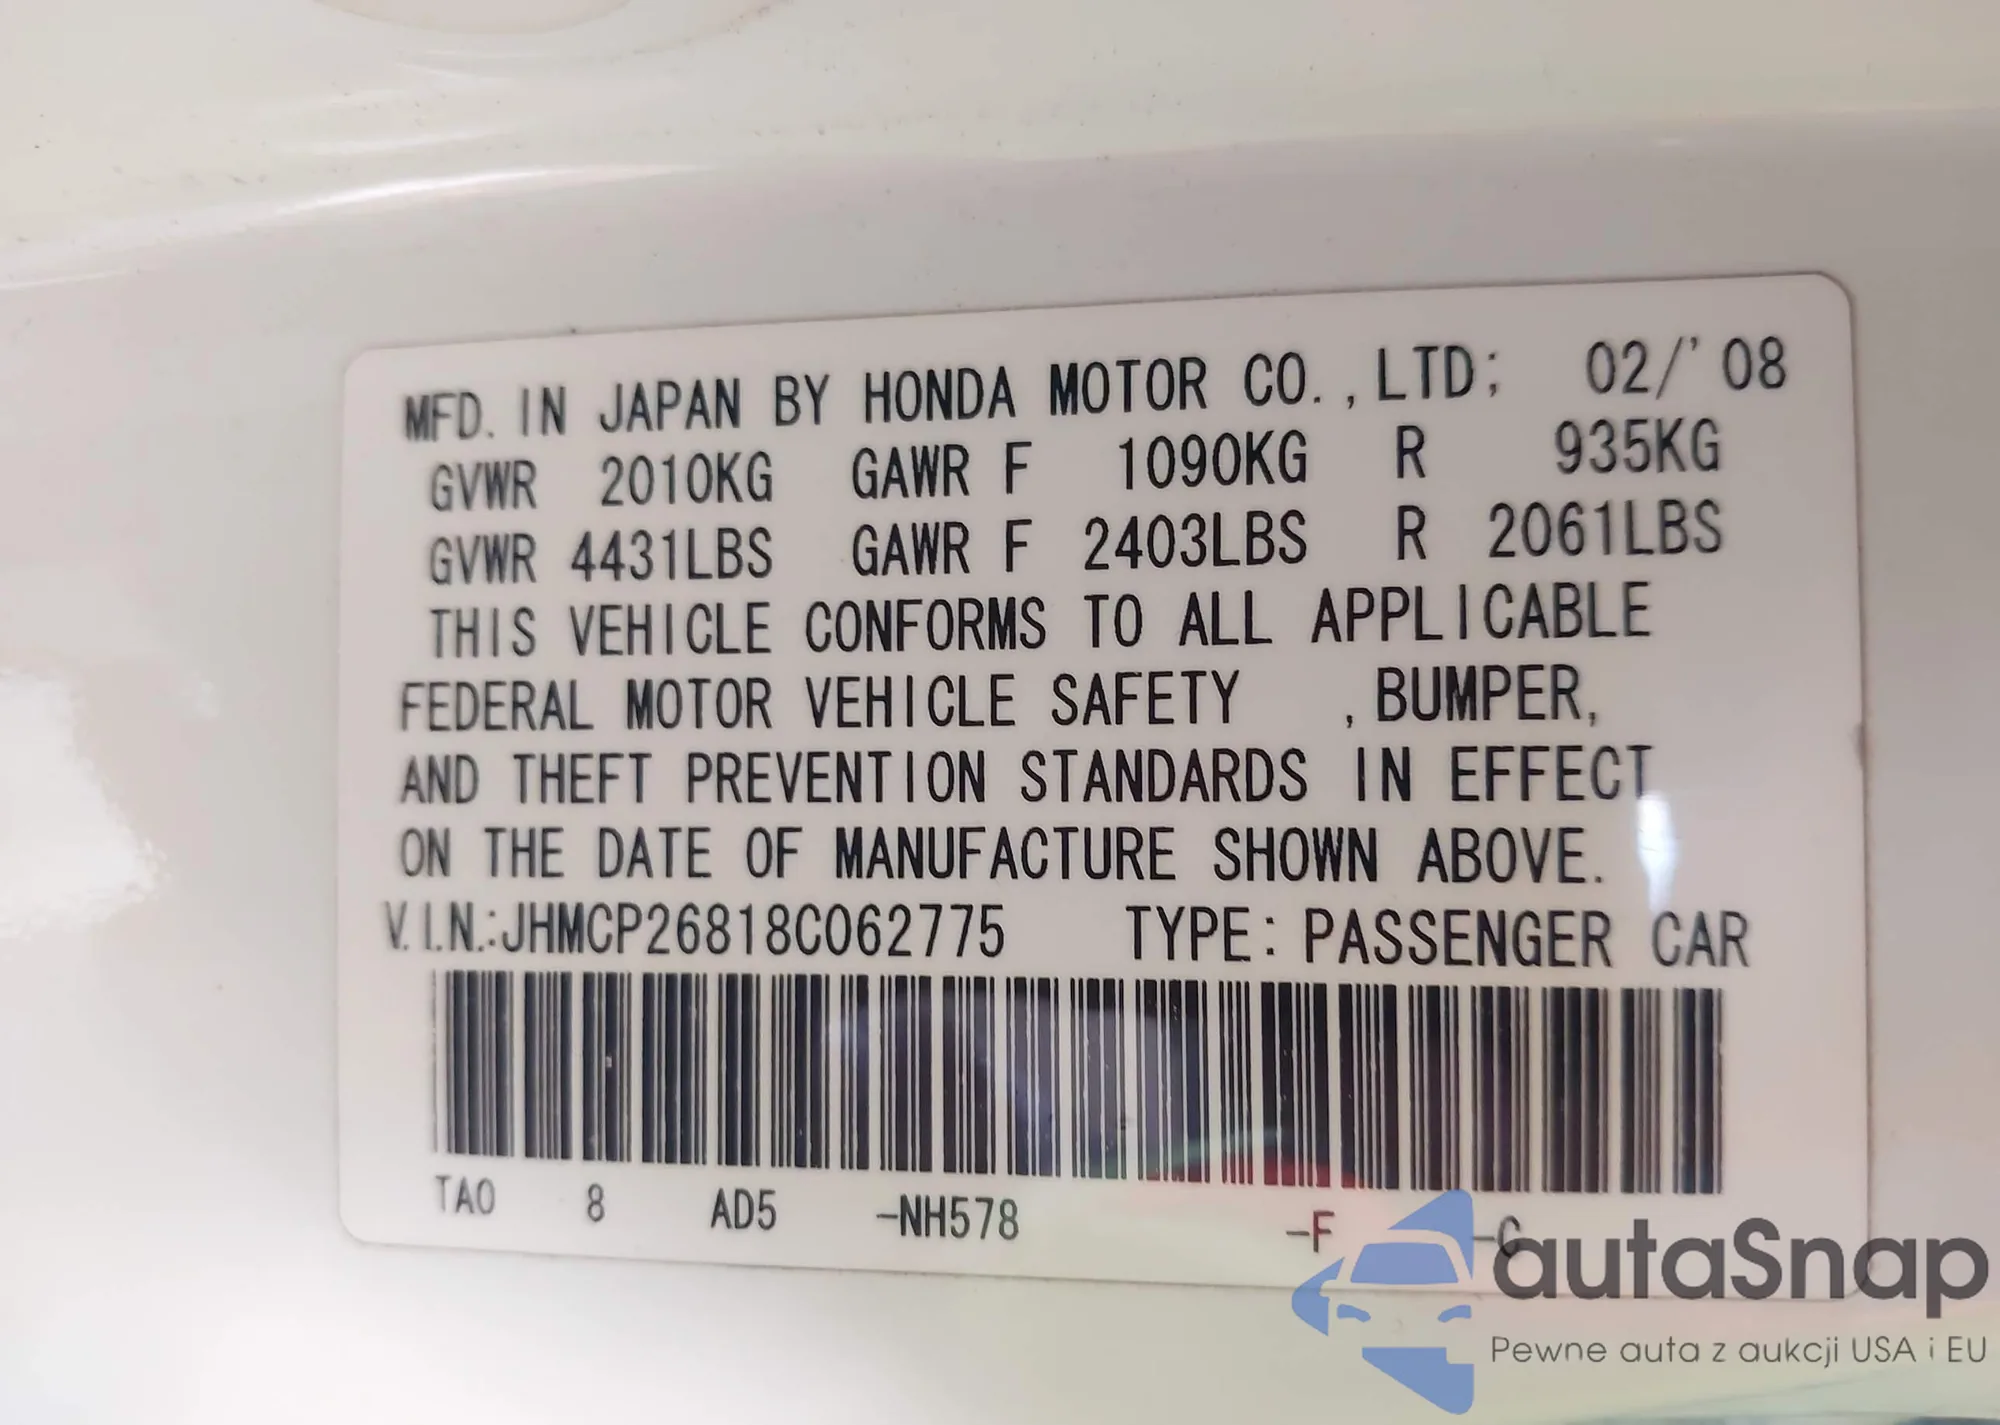 MFD. IN JAPAN BY HONDA MOTOR CO.,LTD; 02/'08
GVWR 2010KG GAWR F 1090KG R 935KG
GVWR 4431LBS GAWR F 2403LBS R 2061LBS
THIS VEHICLE CONFORMS TO ALL APPLICABLE
FEDERAL MOTOR VEHICLE SAFETY , BUMPER,
AND THEFT PREVENTION STANDARDS IN EFFECT
ON THE DATE OF MANUFACTURE SHOWN ABOVE.
V.I.N.:JHMCP26818C062775 TYPE: PASSENGER CAR
TA0 8 AD5 -NH578 -F -C
autaSnap
Pewne auta z aukcji USA i EU